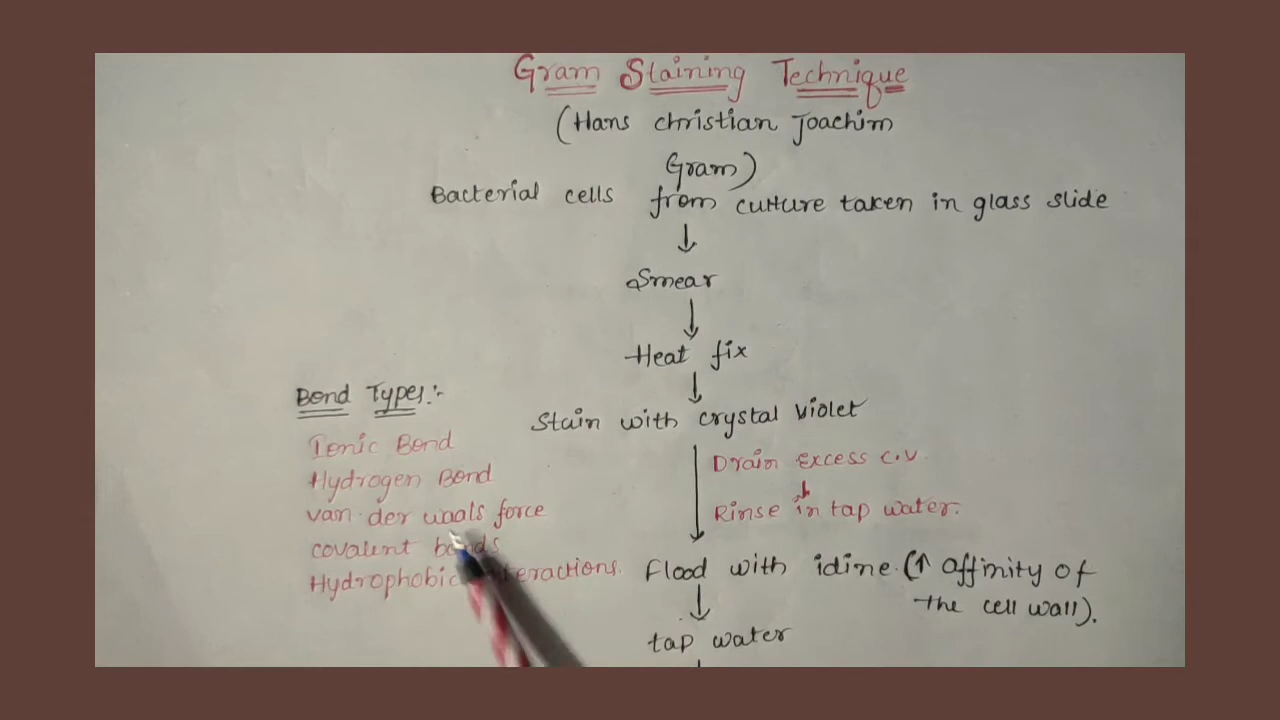 Gram Staining Technique
(Hans christian Joachim
Gram)
Bacterial cells from culture taken in glass slide
Smear
Heat fix
Stain with crystal violet
Drain excess c.v
Rinse in tap water.
Bond Types:-
Ionic Bond
Hydrogen Bond
van der waals force
covalent bonds
Hydrophobic interactions.
Flood with idine (↑ affinity of
the cell wall).
tap water